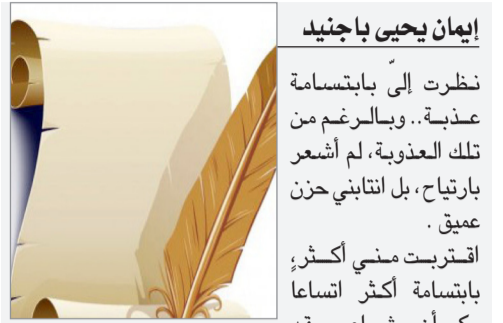 إيمان يحيى باجنيد
نظرت إليّ بابتسامة
عذبة.. وبالرغم من
تلك العذوبة، لم أشعر
بارتياح، بل انتابني حزن
عميق .
اقتربت مني أكثر،
بابتسامة أكثر اتساعا